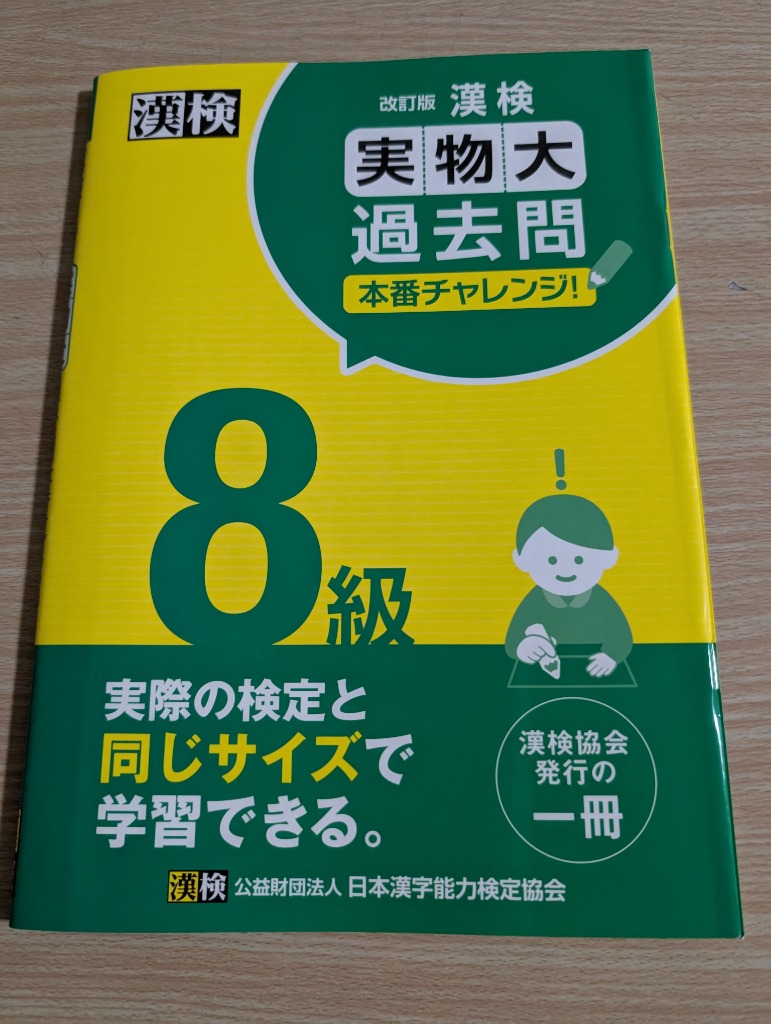 漢検
改訂版 漢検
実物大
過去問
本番チャレンジ!
8級
実際の検定と
同じサイズで
学習できる。
漢検協会
発行の
一冊
漢検 公益財団法人 日本漢字能力検定協会